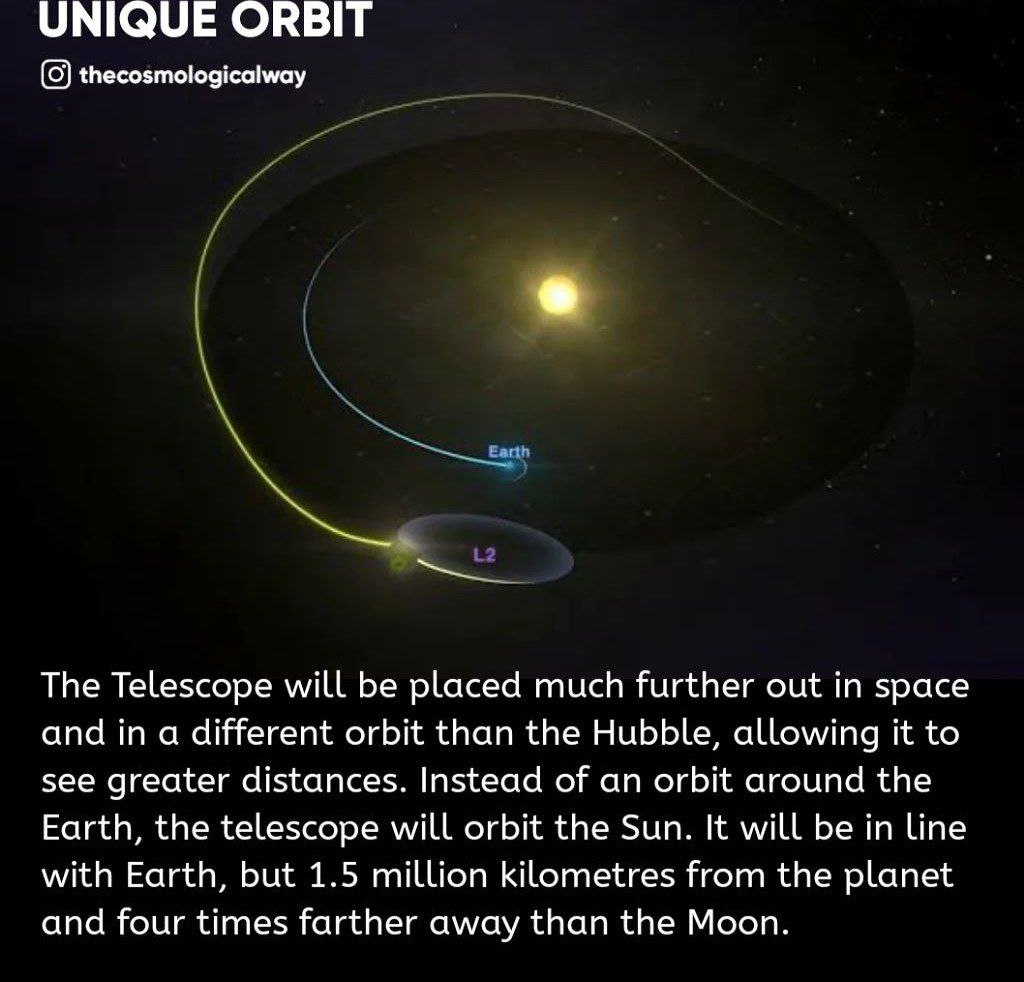 UNIQUE ORBIT
thecosmologicalway
Earth
L2
The Telescope will be placed much further out in space
and in a different orbit than the Hubble, allowing it to
see greater distances. Instead of an orbit around the
Earth, the telescope will orbit the Sun. It will be in line
with Earth, but 1.5 million kilometres from the planet
and four times farther away than the Moon.